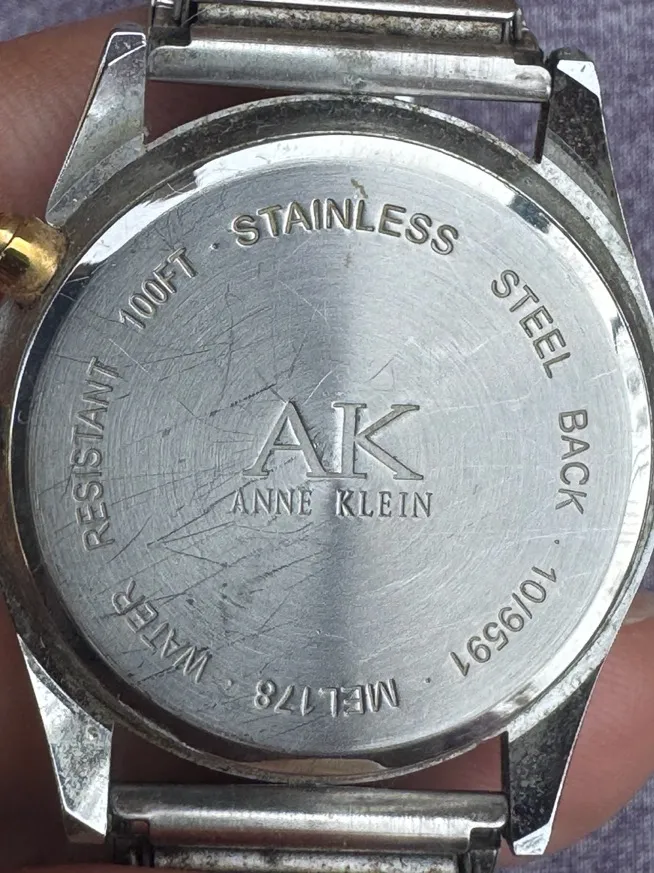 STAINLESS STEEL BACK · 10/9591 · MEL178 · WATER RESISTANT 100FT ·
AK
ANNE KLEIN